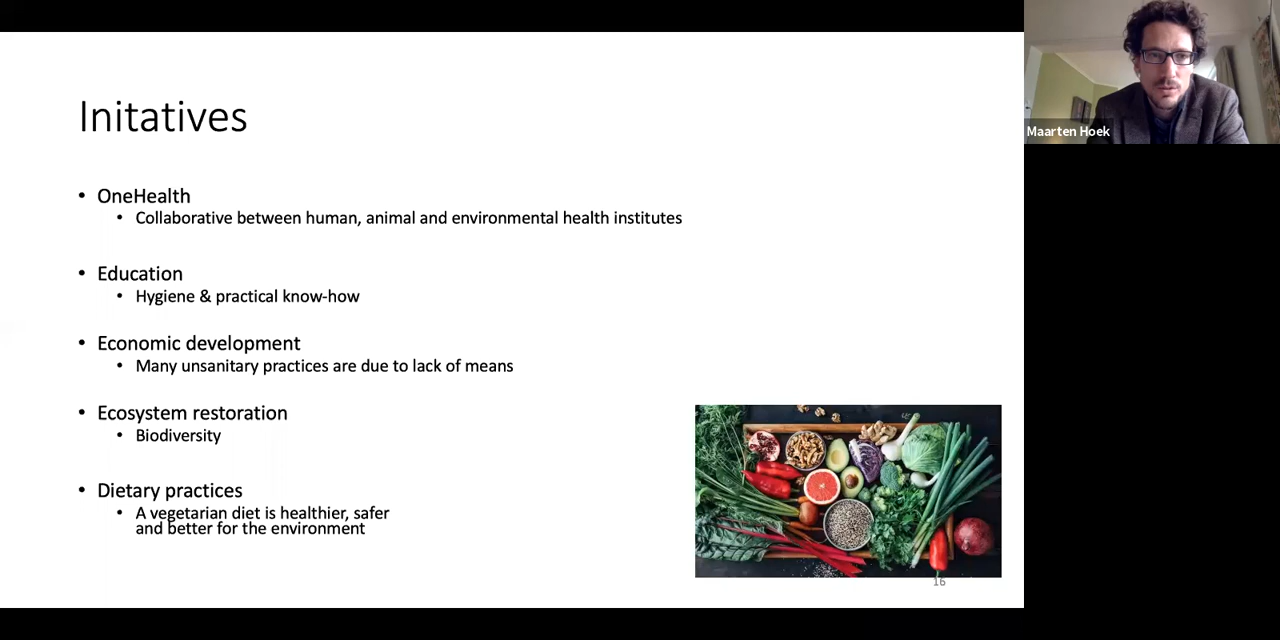 Initatives
• OneHealth
• Collaborative between human, animal and environmental health institutes
• Education
• Hygiene & practical know-how
• Economic development
• Many unsanitary practices are due to lack of means
• Ecosystem restoration
• Biodiversity
• Dietary practices
• A vegetarian diet is healthier, safer
and better for the environment
16
Maarten Hoek